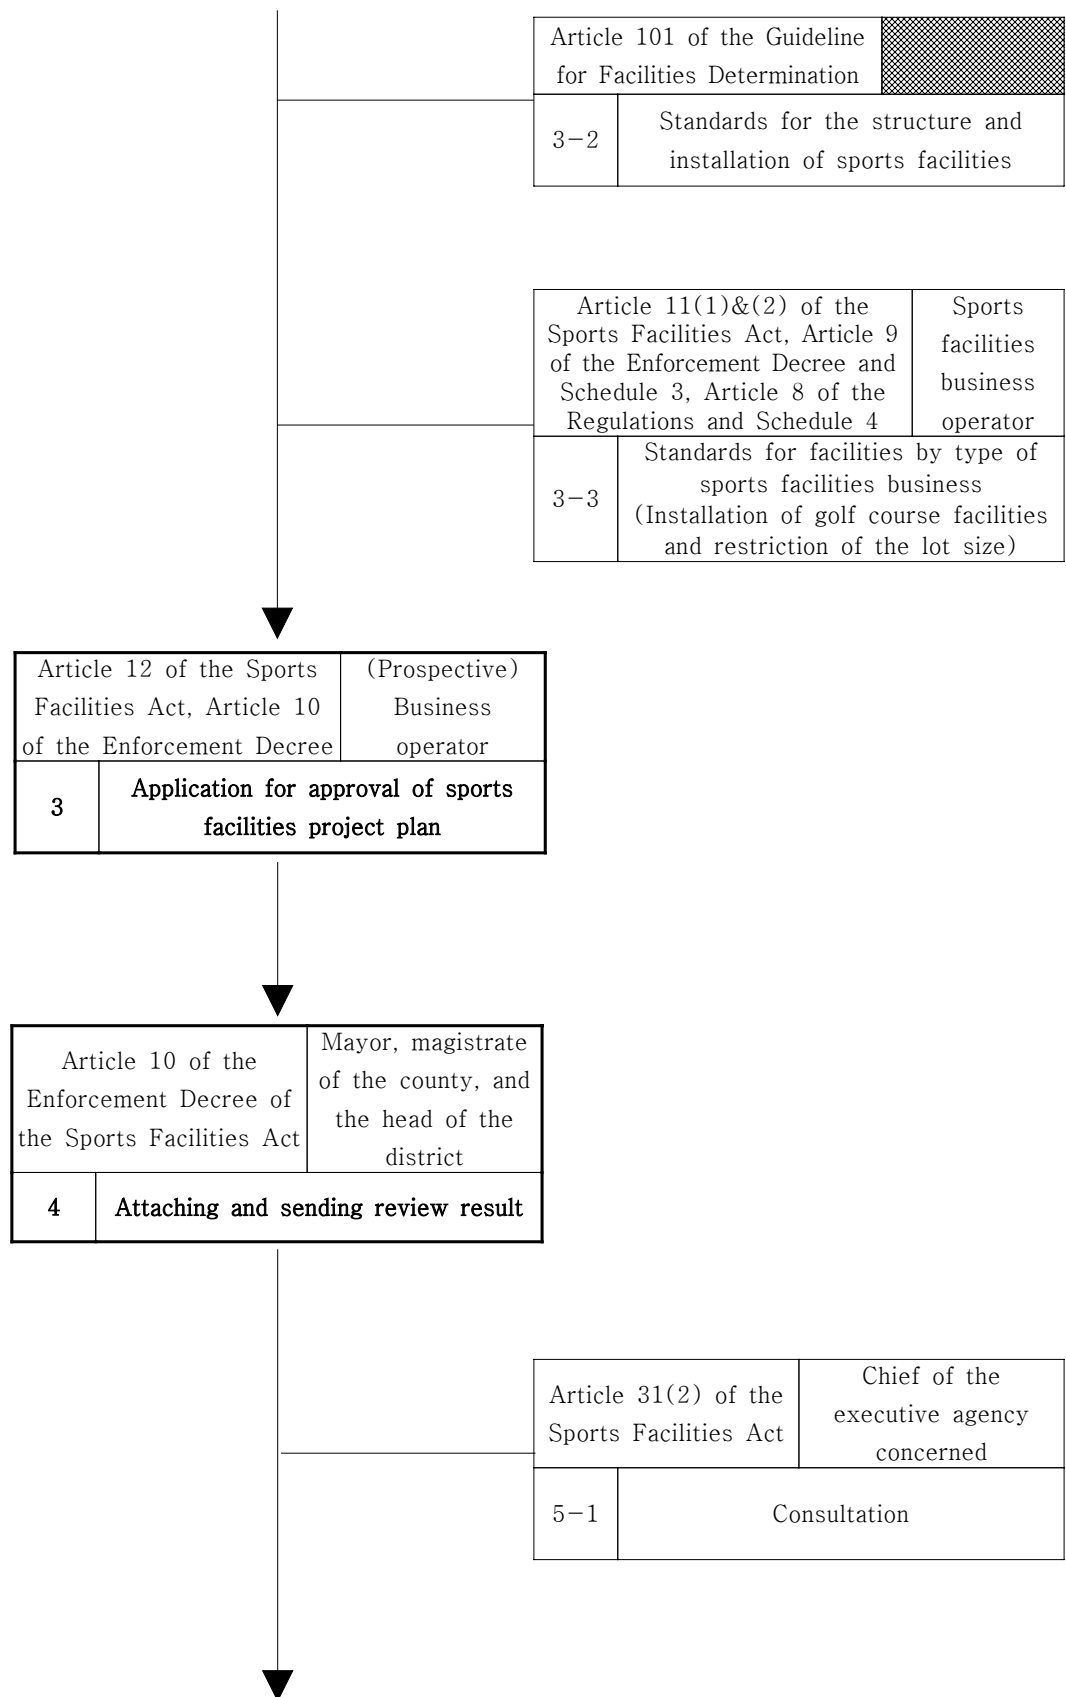 Article 101 of the Guideline
for Facilities Determination
3-2
Standards for the structure and
installation of sports facilities
Article 11(1)&(2) of the
Sports Facilities Act, Article 9
of the Enforcement Decree and
Schedule 3, Article 8 of the
Regulations and Schedule 4
Sports
facilities
business
operator
3-3
Standards for facilities by type of
sports facilities business
(Installation of golf course facilities
and restriction of the lot size)
Article 12 of the Sports
Facilities Act, Article 10
of the Enforcement Decree
(Prospective)
Business
operator
3
Application for approval of sports
facilities project plan
Article 10 of the
Enforcement Decree of
the Sports Facilities Act
Mayor, magistrate
of the county, and
the head of the
district
4
Attaching and sending review result
Article 31(2) of the
Sports Facilities Act
Chief of the
executive agency
concerned
5-1
Consultation